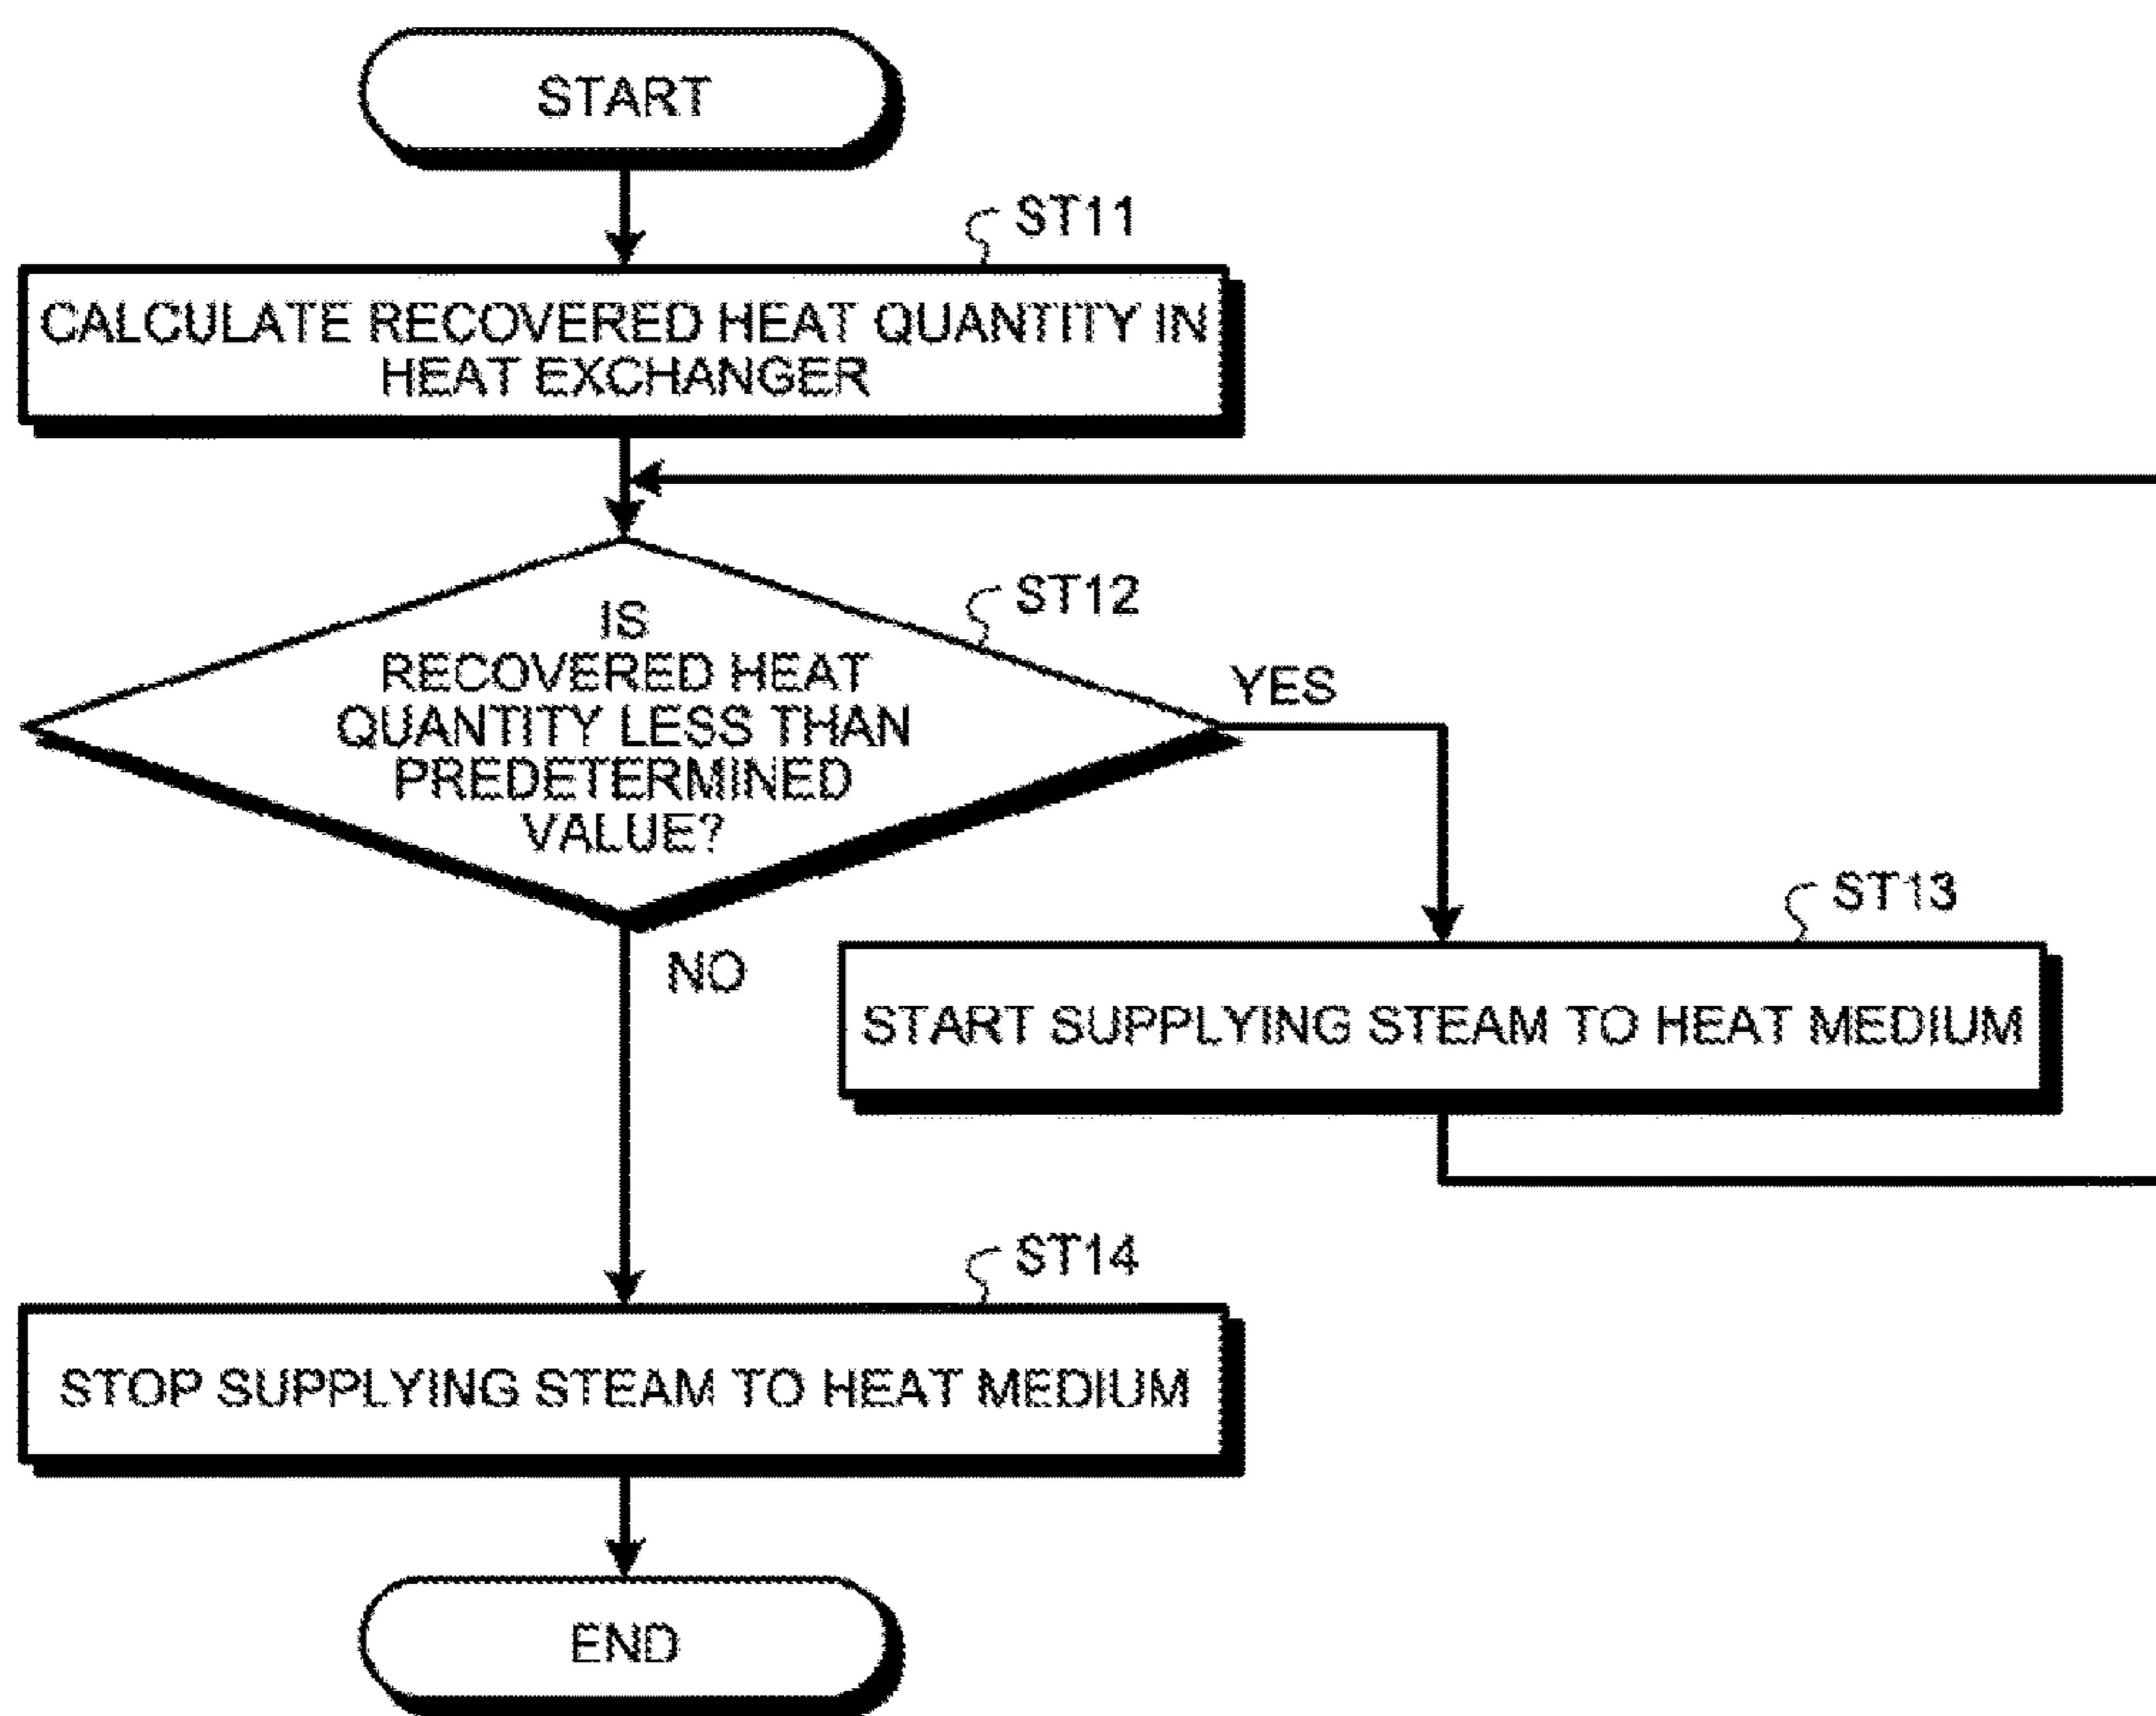 START
ST11
CALCULATE RECOVERED HEAT QUANTITY IN
HEAT EXCHANGER
ST12
IS
RECOVERED HEAT
QUANTITY LESS THAN
PREDETERMINED
VALUE?
YES
NO
ST13
START SUPPLYING STEAM TO HEAT MEDIUM
ST14
STOP SUPPLYING STEAM TO HEAT MEDIUM
END